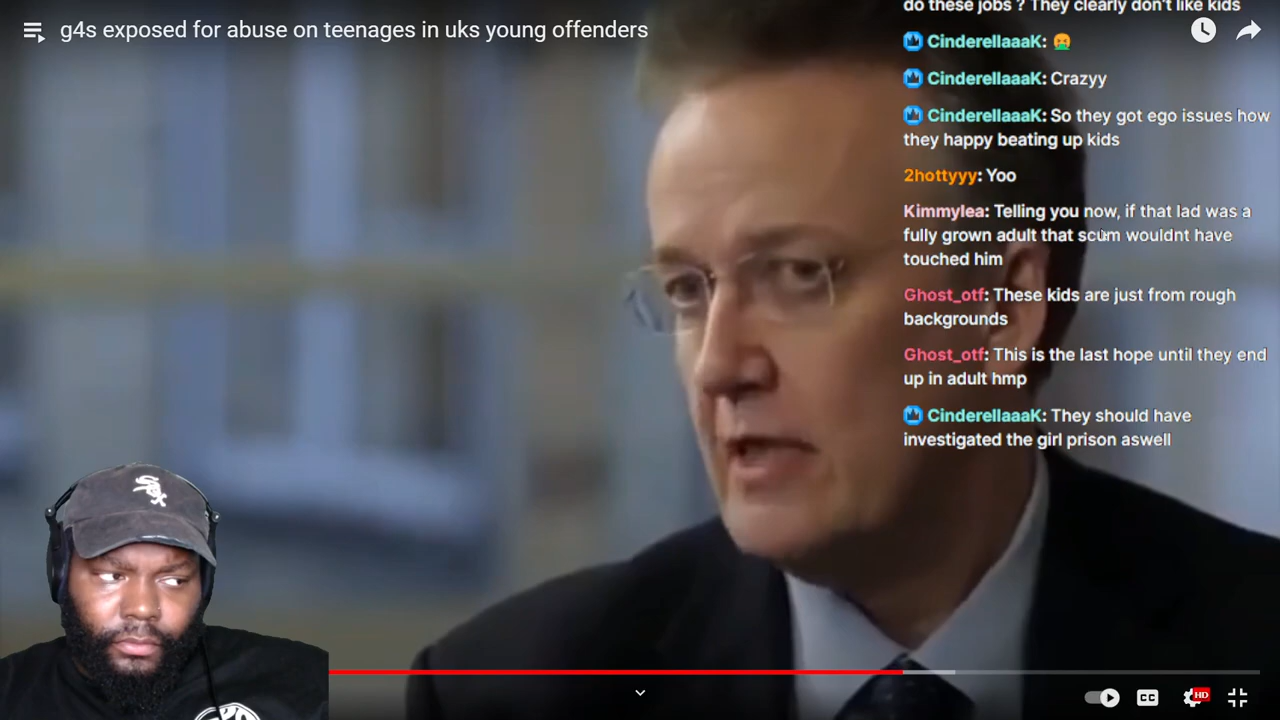 g4s exposed for abuse on teenages in uks young offenders
do these jobs ? They clearly don't like kids
CinderellaaaK: 🤮
CinderellaaaK: Crazyy
CinderellaaaK: So they got ego issues how
they happy beating up kids
2hottyyy: Yoo
Kimmylea: Telling you now, if that lad was a
fully grown adult that scum wouldnt have
touched him
Ghost_otf: These kids are just from rough
backgrounds
Ghost_otf: This is the last hope until they end
up in adult hmp
CinderellaaaK: They should have
investigated the girl prison aswell
Sox
CC
HD